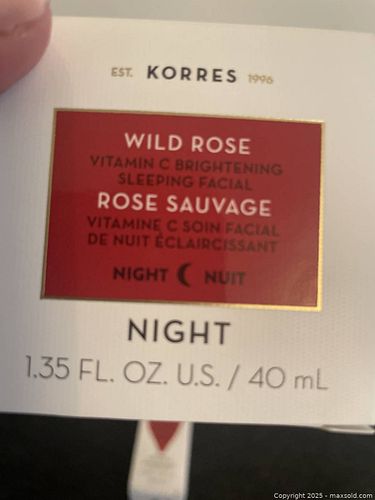 EST. KORRES 1996
WILD ROSE
VITAMIN C BRIGHTENING
SLEEPING FACIAL
ROSE SAUVAGE
VITAMINE C SOIN FACIAL
DE NUIT ÉCLAIRCISSANT
NIGHT NUIT
NIGHT
1.35 FL. OZ. U.S. / 40 mL
Copyright 2025 - maxsold.com